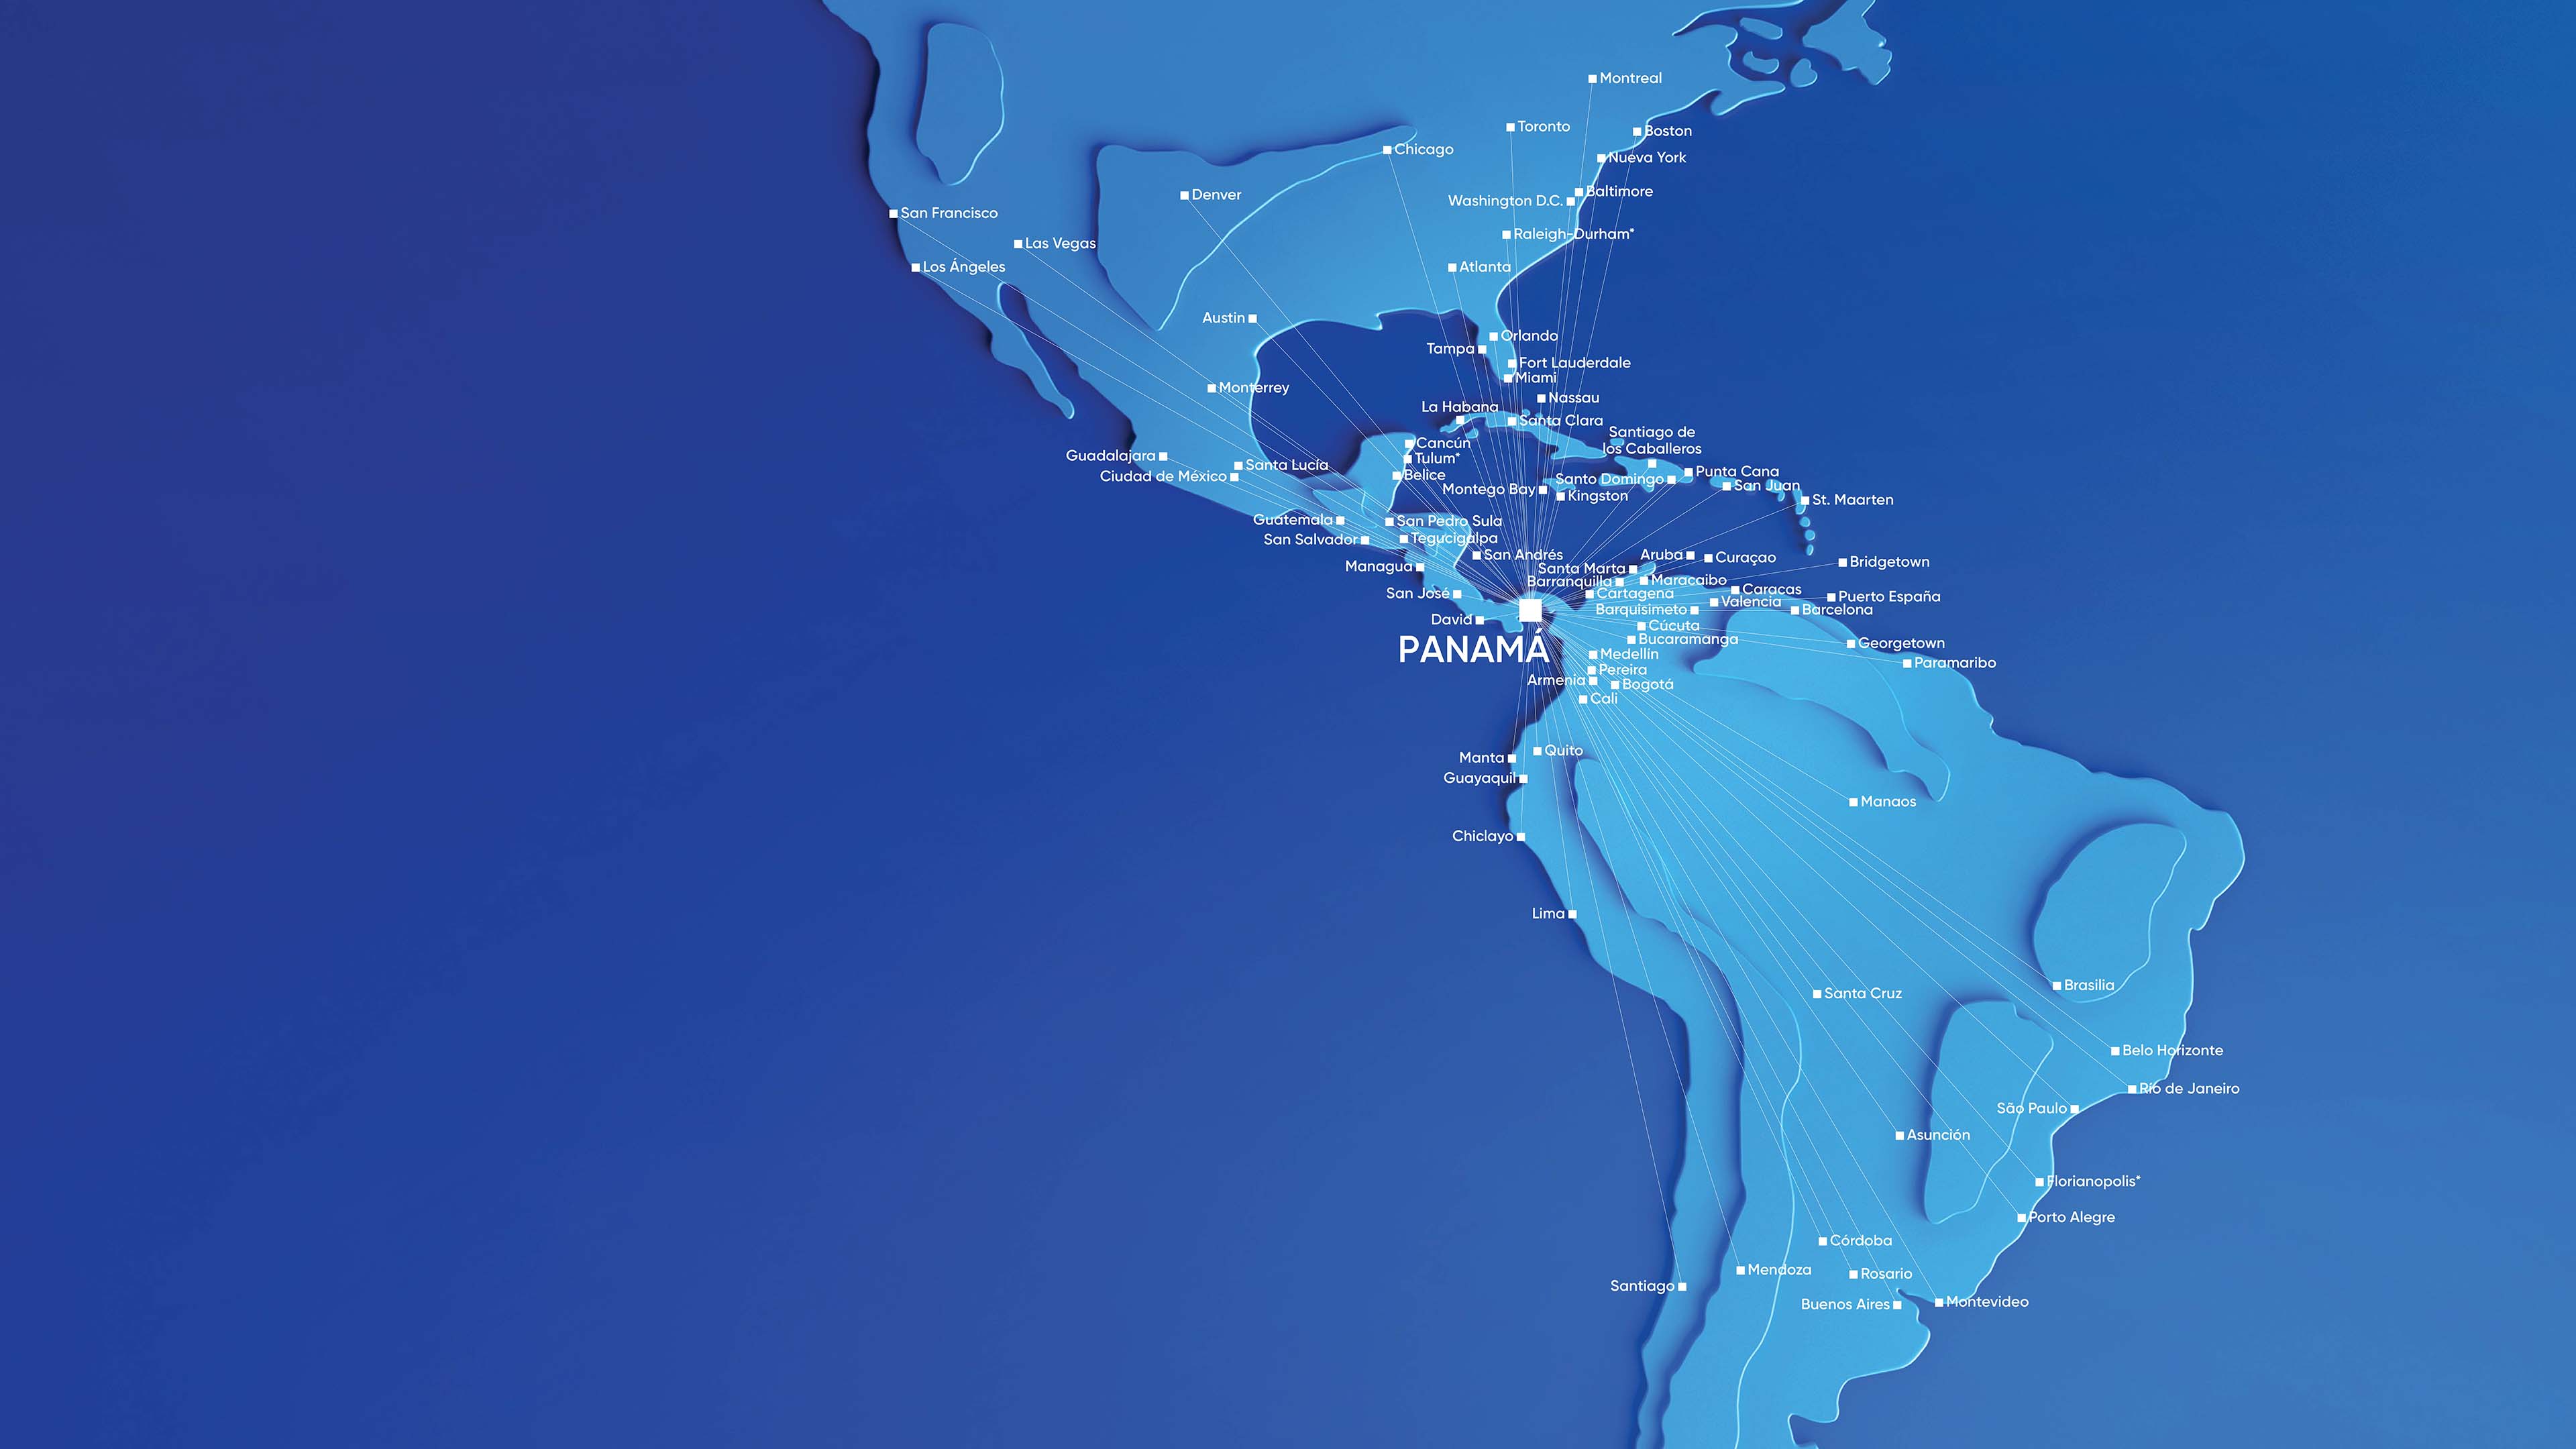 Montreal
Toronto
Boston
Chicago
Nueva York
Baltimore
Denver
Washington D.C.
San Francisco
Raleigh-Durham*
Las Vegas
Los Ángeles
Atlanta
Austin
Orlando
Tampa
Fort Lauderdale
Miami
Monterrey
Nassau
La Habana
Santa Clara
Santiago de
los Caballeros
Cancún
Guadalajara
Tulum*
Santa Lucía
Punta Cana
Ciudad de México
Belice
Santo Domingo
San Juan
Montego Bay
Kingston
St. Maarten
Guatemala
San Pedro Sula
San Salvador
Tegucigalpa
San Andrés
Aruba
Curaçao
Bridgetown
Managua
Santa Marta
Barranquilla
Maracaibo
Caracas
San José
Cartagena
Puerto España
Valencia
Barquisimeto
Barcelona
David
Cúcuta
Bucaramanga
Georgetown
PANAMÁ
Medellín
Paramaribo
Pereira
Armenia
Bogotá
Cali
Quito
Manta
Guayaquil
Manaos
Chiclayo
Lima
Brasilia
Santa Cruz
Belo Horizonte
Río de Janeiro
São Paulo
Asunción
Florianopolis*
Porto Alegre
Córdoba
Mendoza
Rosario
Santiago
Buenos Aires
Montevideo